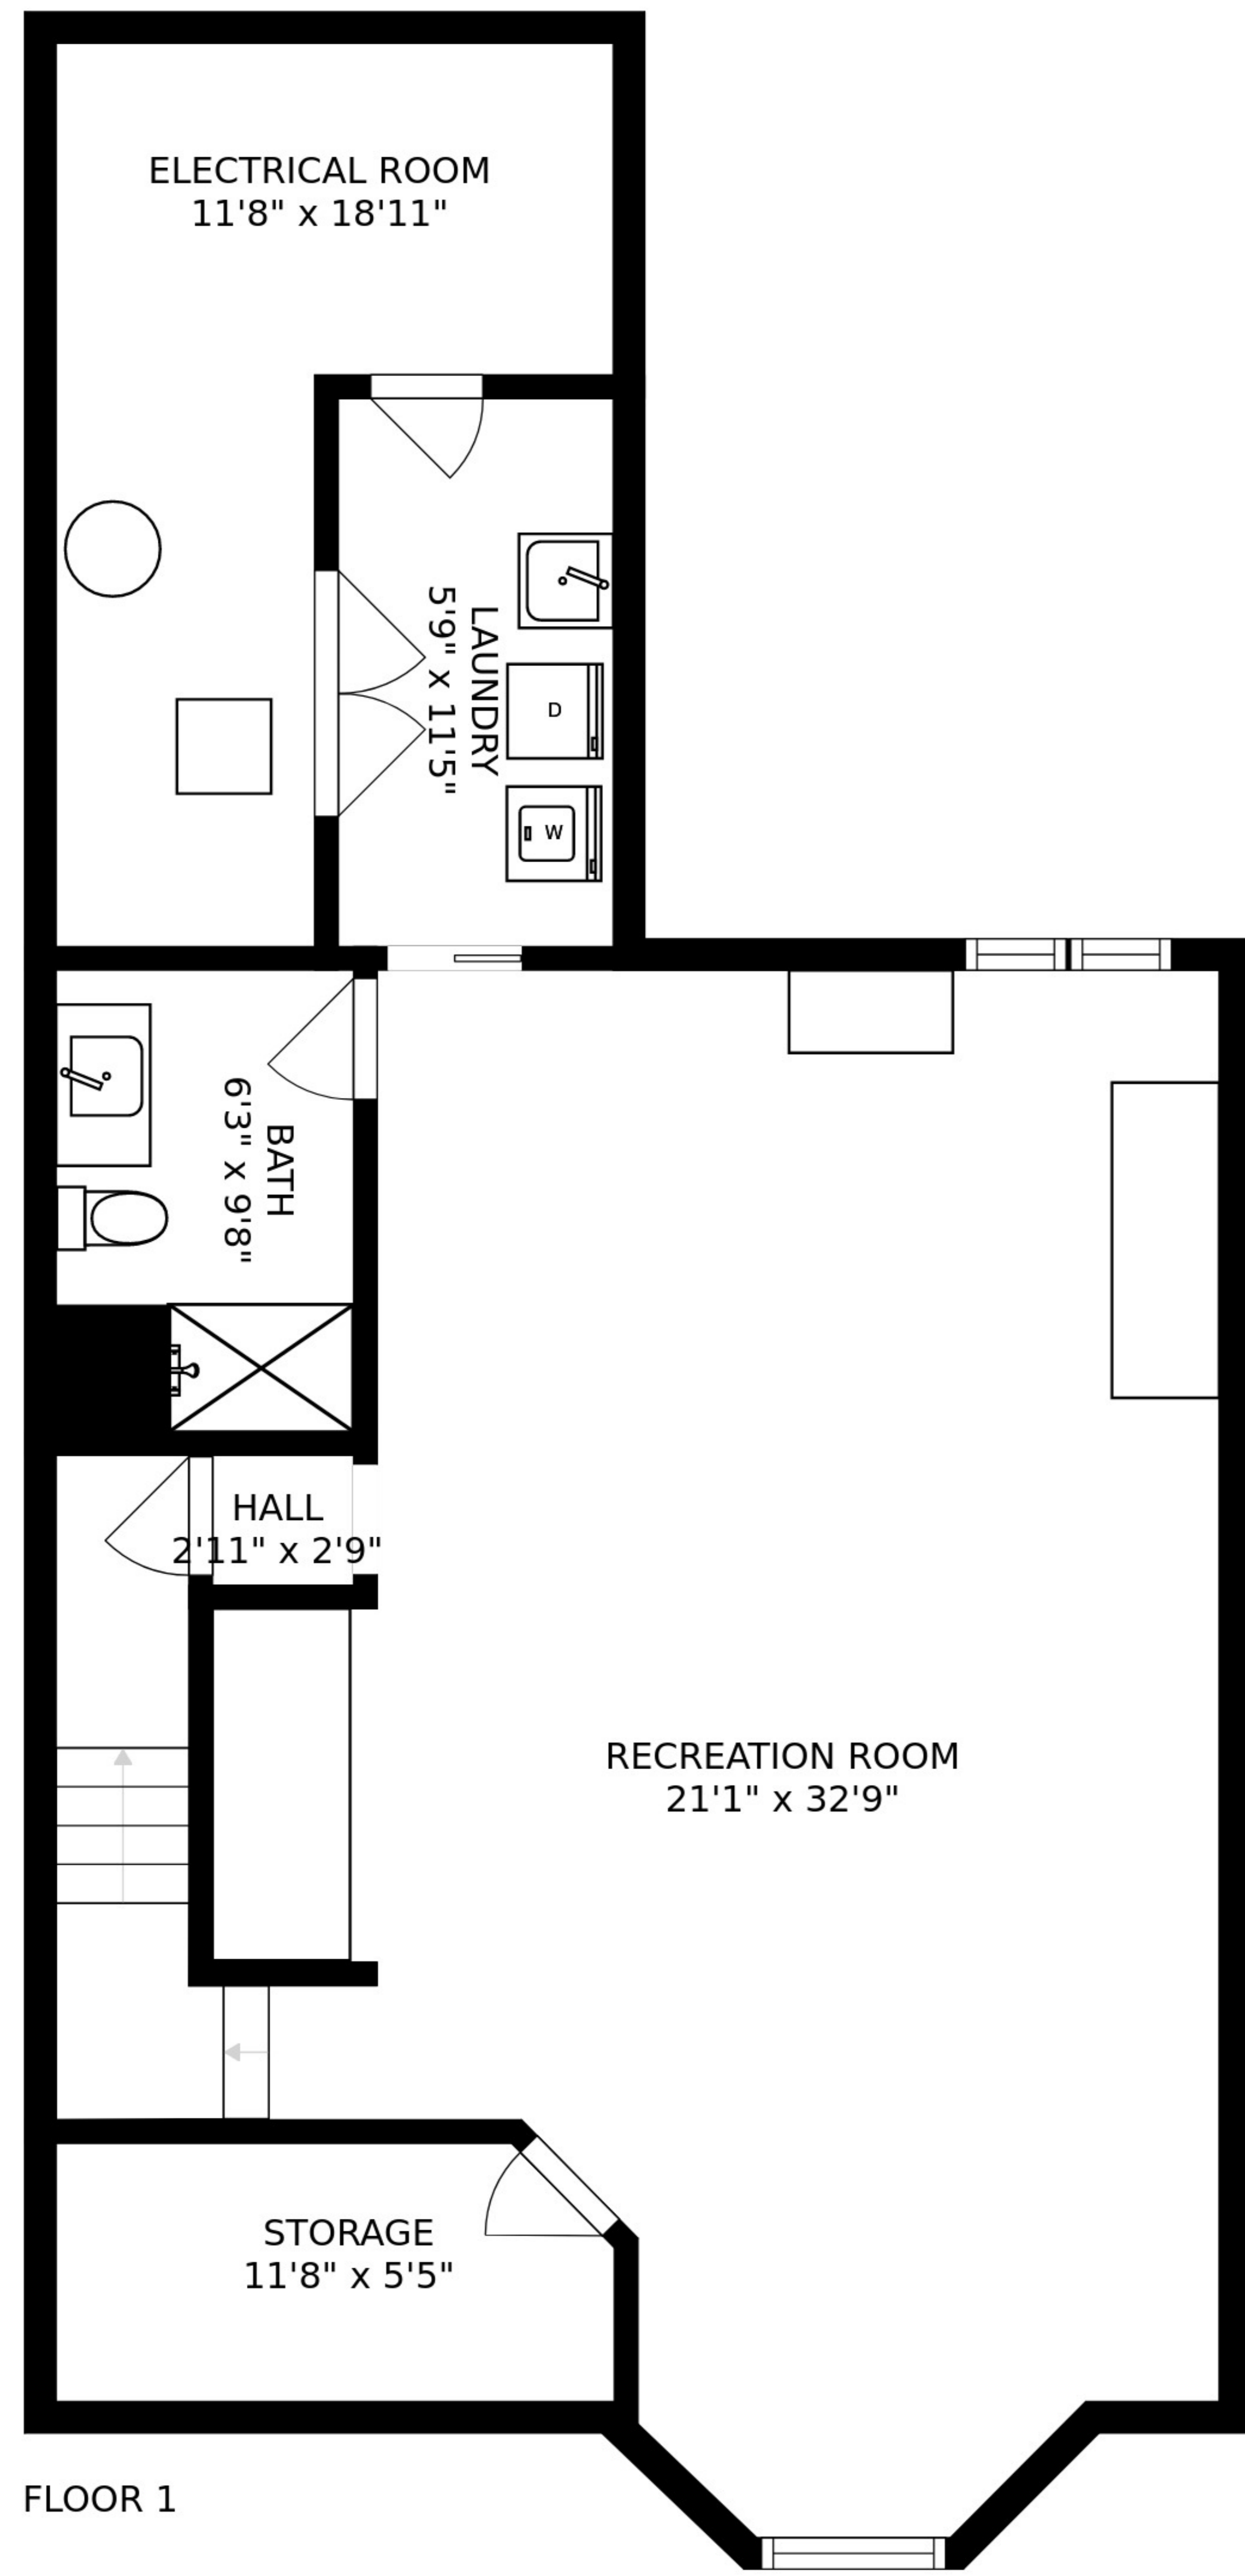 ELECTRICAL ROOM
11'8" x 18'11"
LAUNDRY
5'9" x 11'5"
D
W
BATH
6'3" x 9'8"
HALL
2'11" x 2'9"
RECREATION ROOM
21'1" x 32'9"
STORAGE
11'8" x 5'5"
FLOOR 1